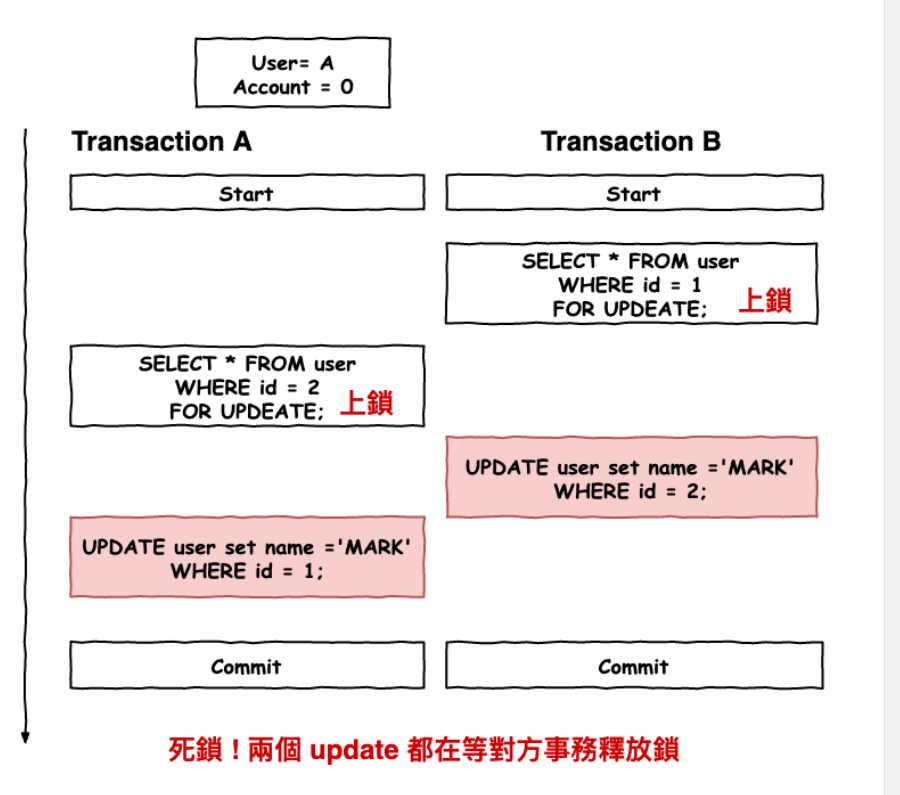 User= A
Account = 0
Transaction A
Transaction B
Start
Start
SELECT * FROM user
WHERE id = 1
FOR UPDEATE;
上鎖
SELECT * FROM user
WHERE id = 2
FOR UPDEATE;
上鎖
UPDATE user set name ='MARK'
WHERE id = 2;
UPDATE user set name ='MARK'
WHERE id = 1;
Commit
Commit
死鎖！兩個 update 都在等對方事務釋放鎖